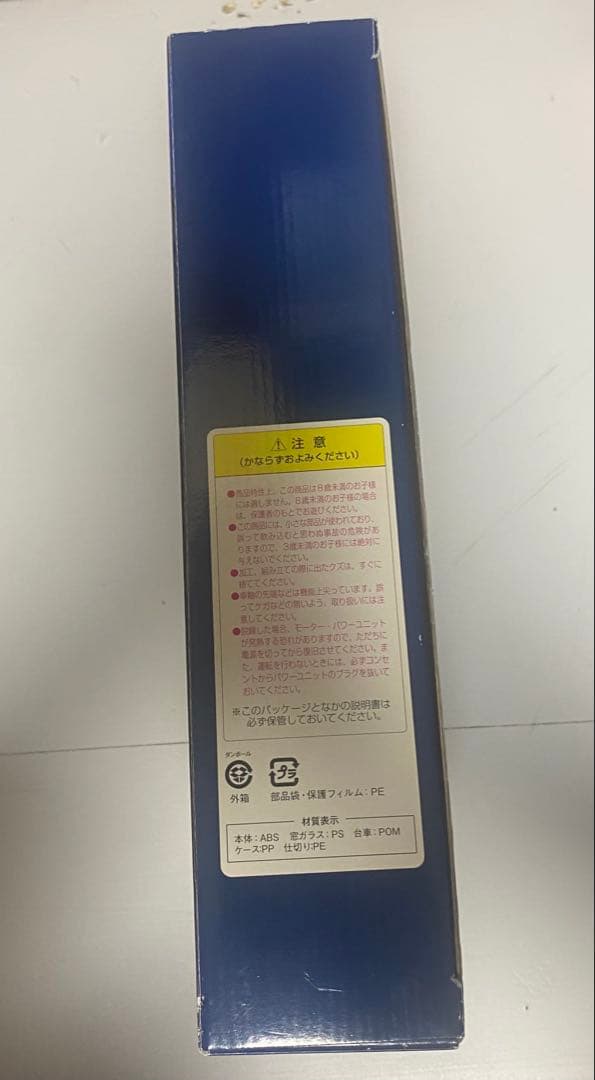 ⚠ 注意
(かならずおよみください)
●商品特性上、この商品は8歳未満のお子様
には適しません。8歳未満のお子様の場合
は、保護者のもとでお遊びください。
●この商品には、小さな部品が使われており、
誤って飲み込むと思わぬ事故の危険があ
りますので、3歳未満のお子様には絶対に
与えないでください。
●加工、組み立ての際に出たクズは、すぐに
捨ててください。
●車軸の先端などは機能上尖っています。誤
ってケガなどの無いよう、取り扱いには注
意してください。
●脱線した場合、モーター・パワーユニット
が発熱する恐れがありますので、ただちに
電源を切ってから復旧させてください。ま
た、運転を行わないときには、必ずコンセ
ントからパワーユニットのプラグを抜いて
おいてください。
※このパッケージとなかの説明書は
必ず保管しておいてください。
ダンボール
外箱
プラ
部品袋・保護フィルム:PE
材質表示
本体:ABS 窓ガラス:PS 台車:POM
ケース:PP 仕切り:PE